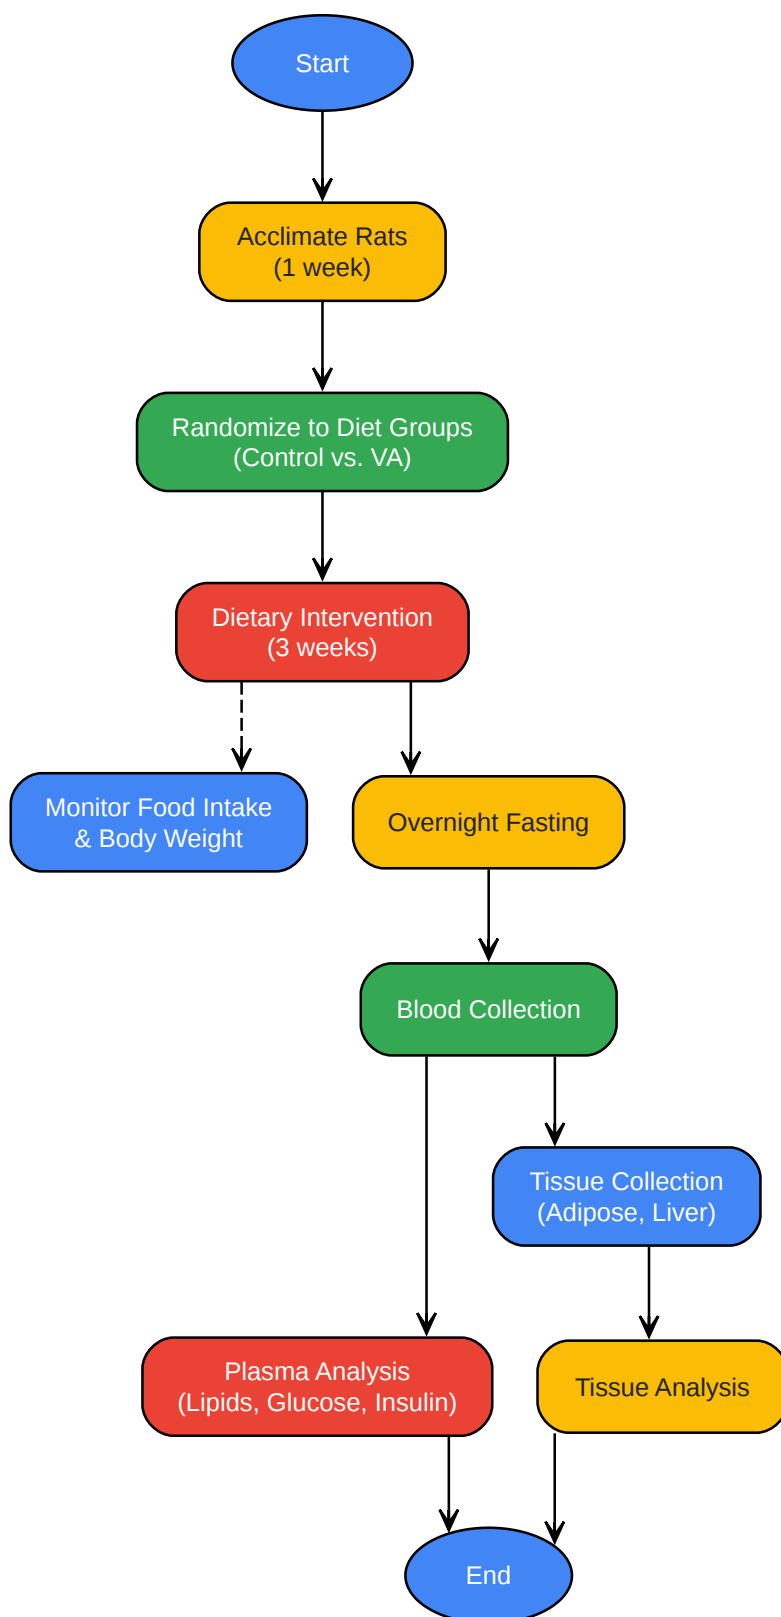 Start
Acclimate Rats
(1 week)
Randomize to Diet Groups
(Control vs. VA)
Dietary Intervention
(3 weeks)
Monitor Food Intake
& Body Weight
Overnight Fasting
Blood Collection
Tissue Collection
(Adipose, Liver)
Plasma Analysis
(Lipids, Glucose, Insulin)
Tissue Analysis
End